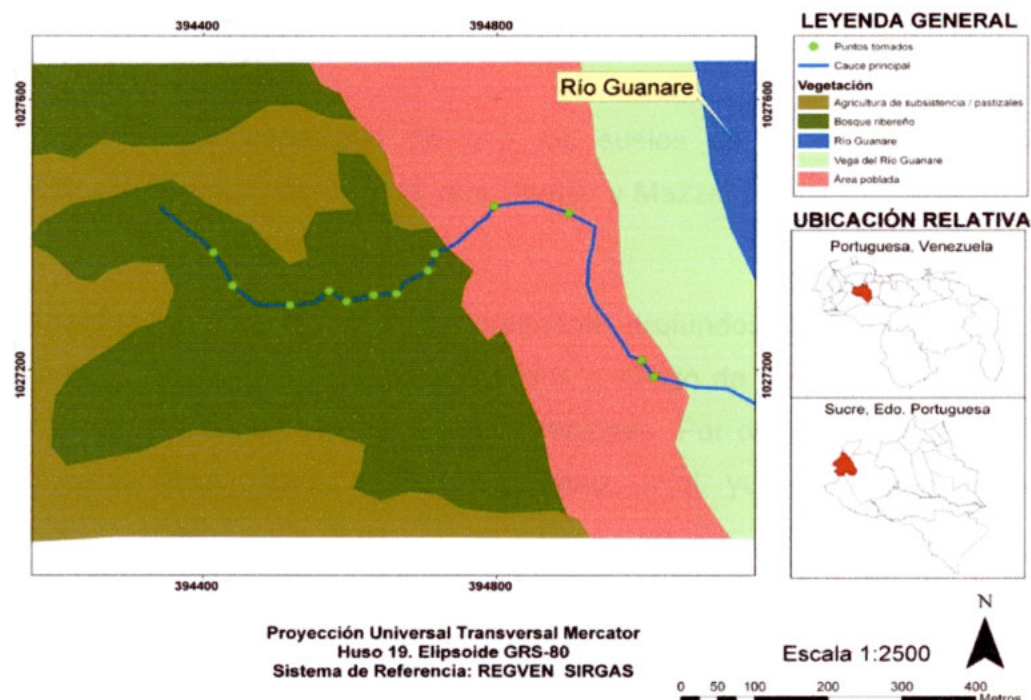 394400 394800
LEYENDA GENERAL
Puntos tomados
Cauce principal
Vegetación
Agricultura de subsistencia / pastizales
Bosque ribereño
Río Guanare
Vega del Río Guanare
Área poblada
Río Guanare
1027600 1027600
1027200 1027200
UBICACIÓN RELATIVA
Portuguesa, Venezuela
Sucre, Edo. Portuguesa
394400 394800
Proyección Universal Transversal Mercator
Huso 19. Elipsoide GRS-80
Sistema de Referencia: REGVEN SIRGAS
Escala 1:2500
N
0 50 100 200 300 400
Metros